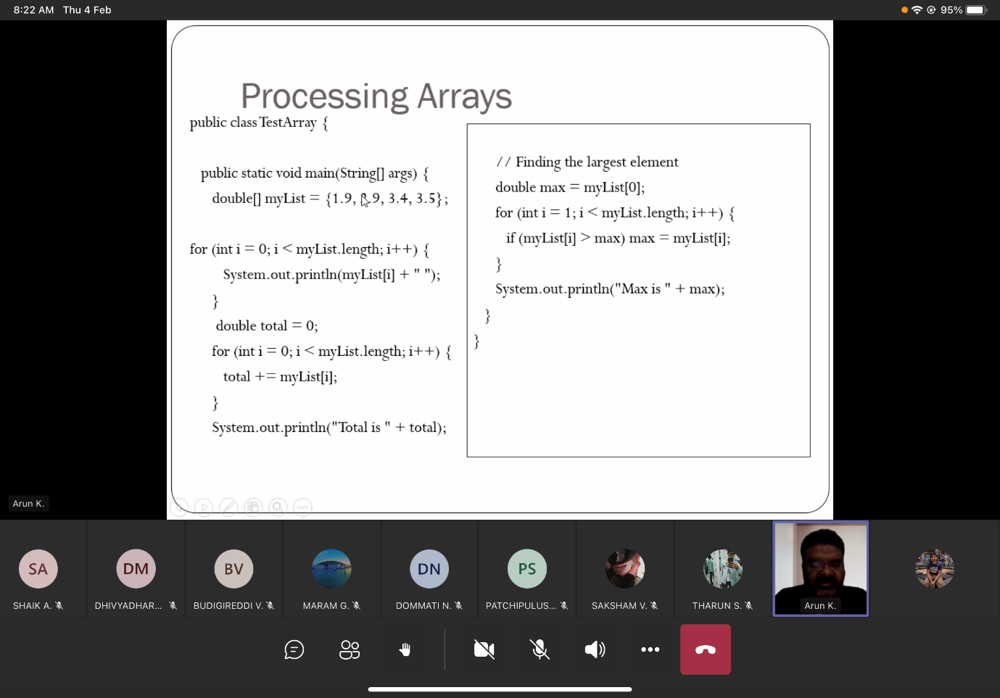 8:22 AM Thu 4 Feb
95%
Processing Arrays
public class TestArray {
public static void main(String[] args) {
double[] myList = {1.9, .9, 3.4, 3.5};
for (int i = 0; i < myList.length; i++) {
System.out.println(myList[i] + " ");
}
double total = 0;
for (int i = 0; i < myList.length; i++) {
total += myList[i];
}
System.out.println("Total is " + total);
// Finding the largest element
double max = myList[0];
for (int i = 1; i < myList.length; i++) {
if (myList[i] > max) max = myList[i];
}
System.out.println("Max is " + max);
}
}
Arun K.
SA
DM
BV
DN
PS
SHAIK A.
DHIVYADHAR...
BUDIGIREDDI V.
MARAM G.
DOMMATI N.
PATCHIPULUS...
SAKSHAM V.
THARUN S.
Arun K.